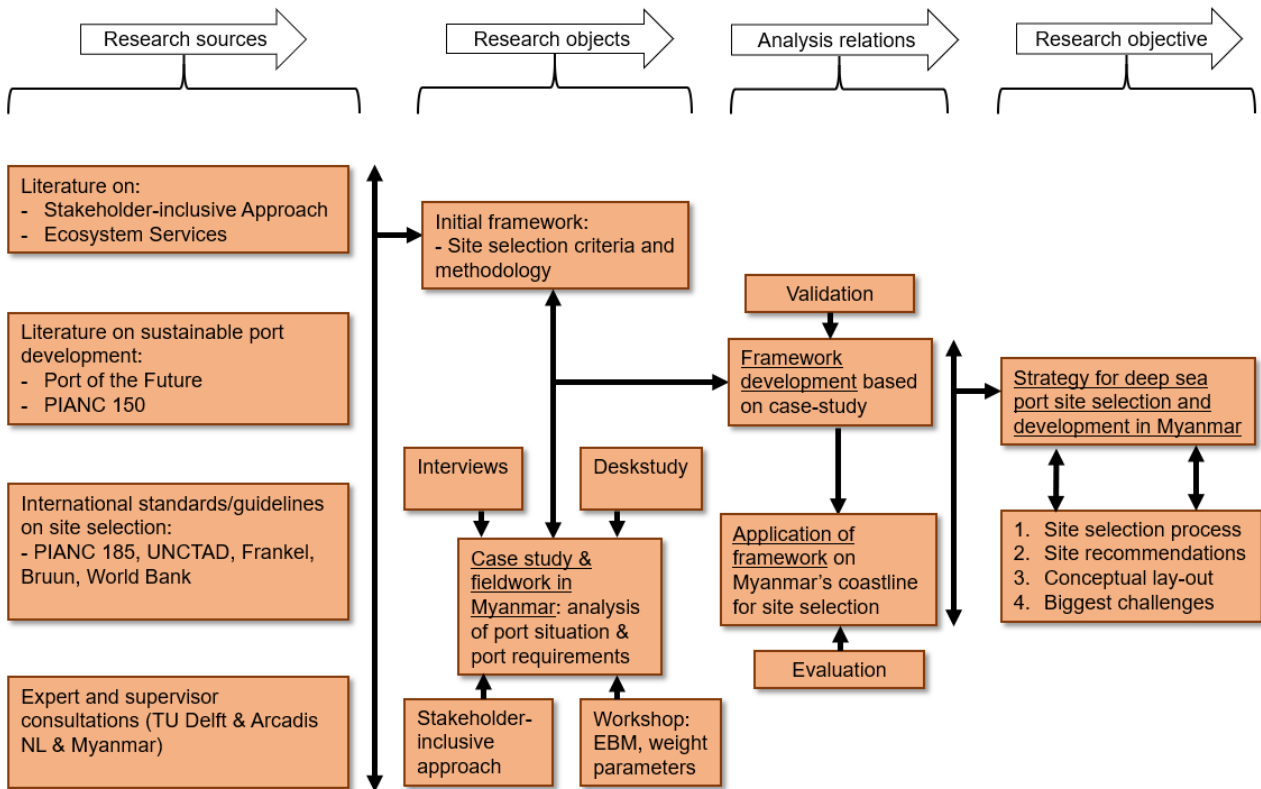 Research sources
Research objects
Analysis relations
Research objective
Literature on:
- Stakeholder-inclusive Approach
- Ecosystem Services
Literature on sustainable port
development:
- Port of the Future
- PIANC 150
International standards/guidelines
on site selection:
- PIANC 185, UNCTAD, Frankel,
Bruun, World Bank
Expert and supervisor
consultations (TU Delft & Arcadis
NL & Myanmar)
Initial framework:
- Site selection criteria and
methodology
Interviews
Deskstudy
Case study &
fieldwork in
Myanmar: analysis
of port situation &
port requirements
Stakeholder-
inclusive
approach
Workshop:
EBM, weight
parameters
Validation
Framework
development based
on case-study
Application of
framework on
Myanmar's coastline
for site selection
Evaluation
Strategy for deep sea
port site selection and
development in Myanmar
1. Site selection process
2. Site recommendations
3. Conceptual lay-out
4. Biggest challenges